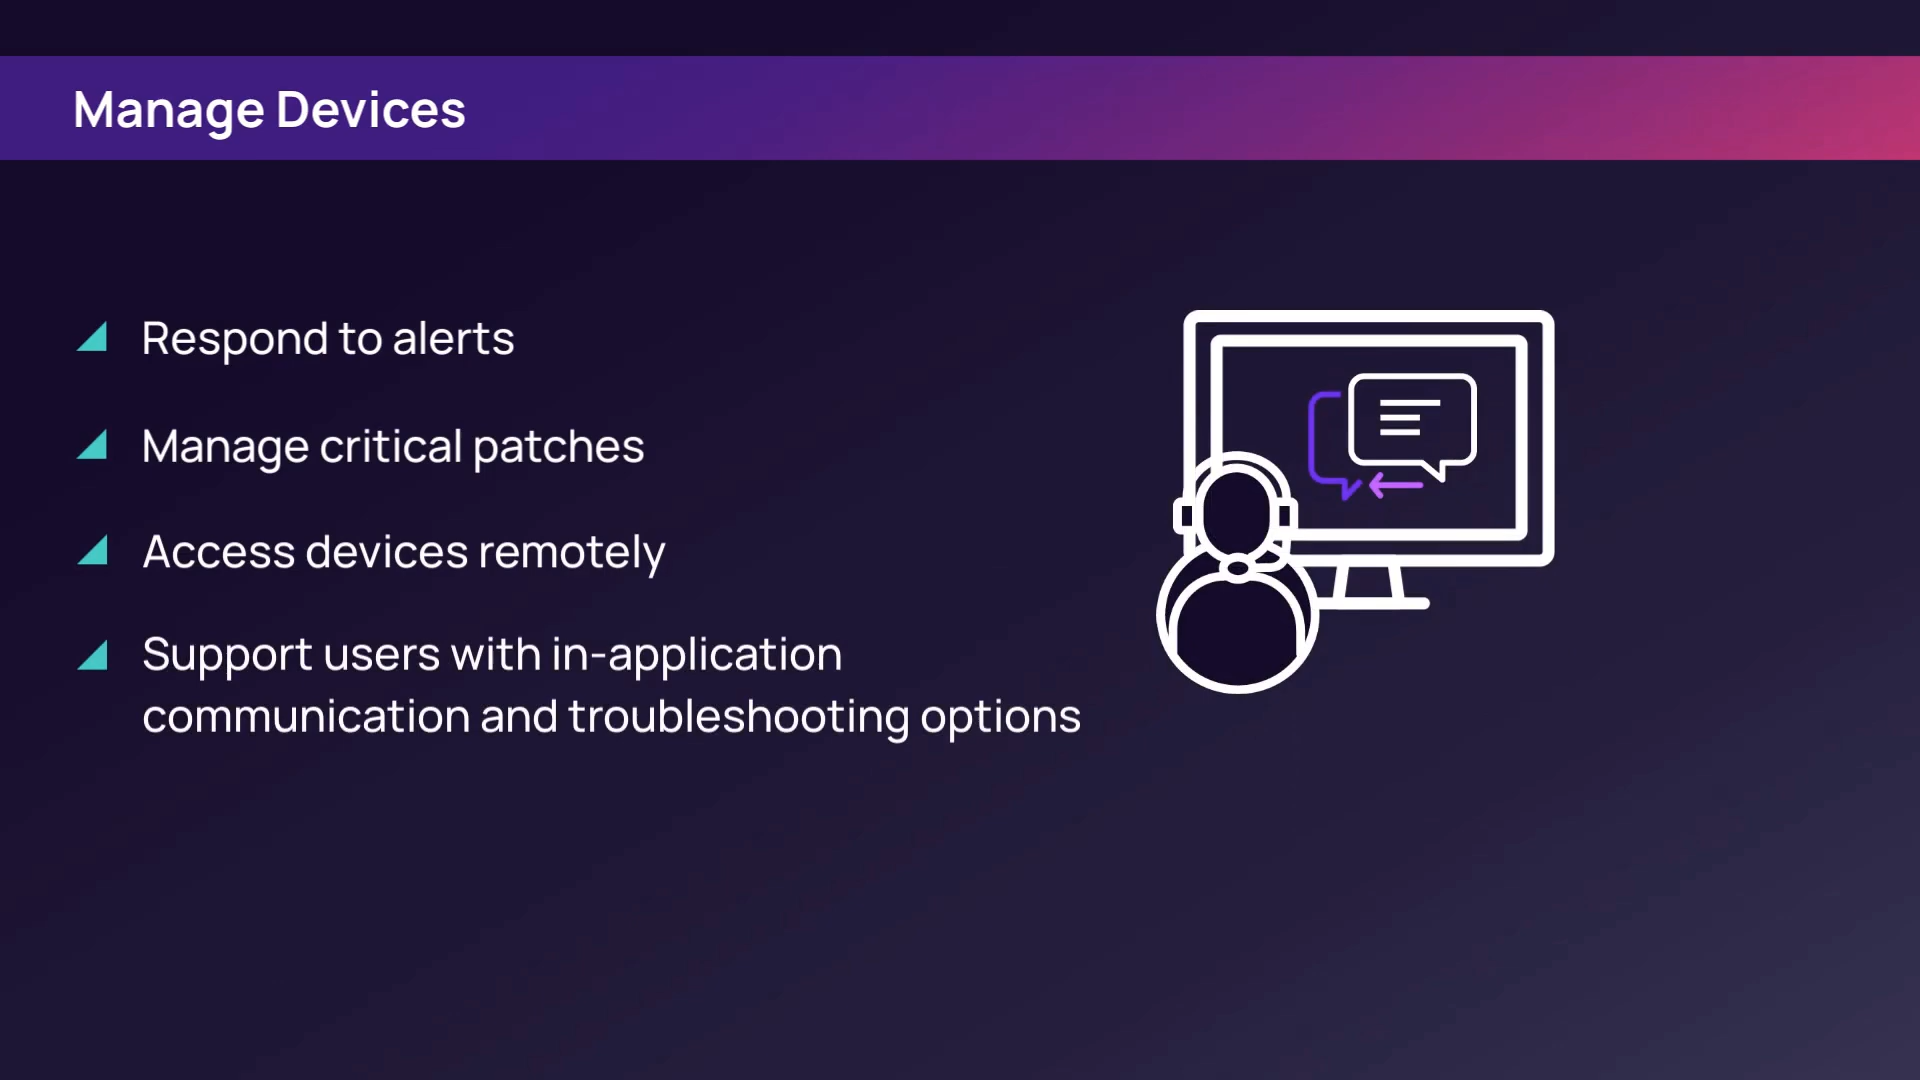 Manage Devices
Respond to alerts
Manage critical patches
Access devices remotely
Support users with in-application
communication and troubleshooting options